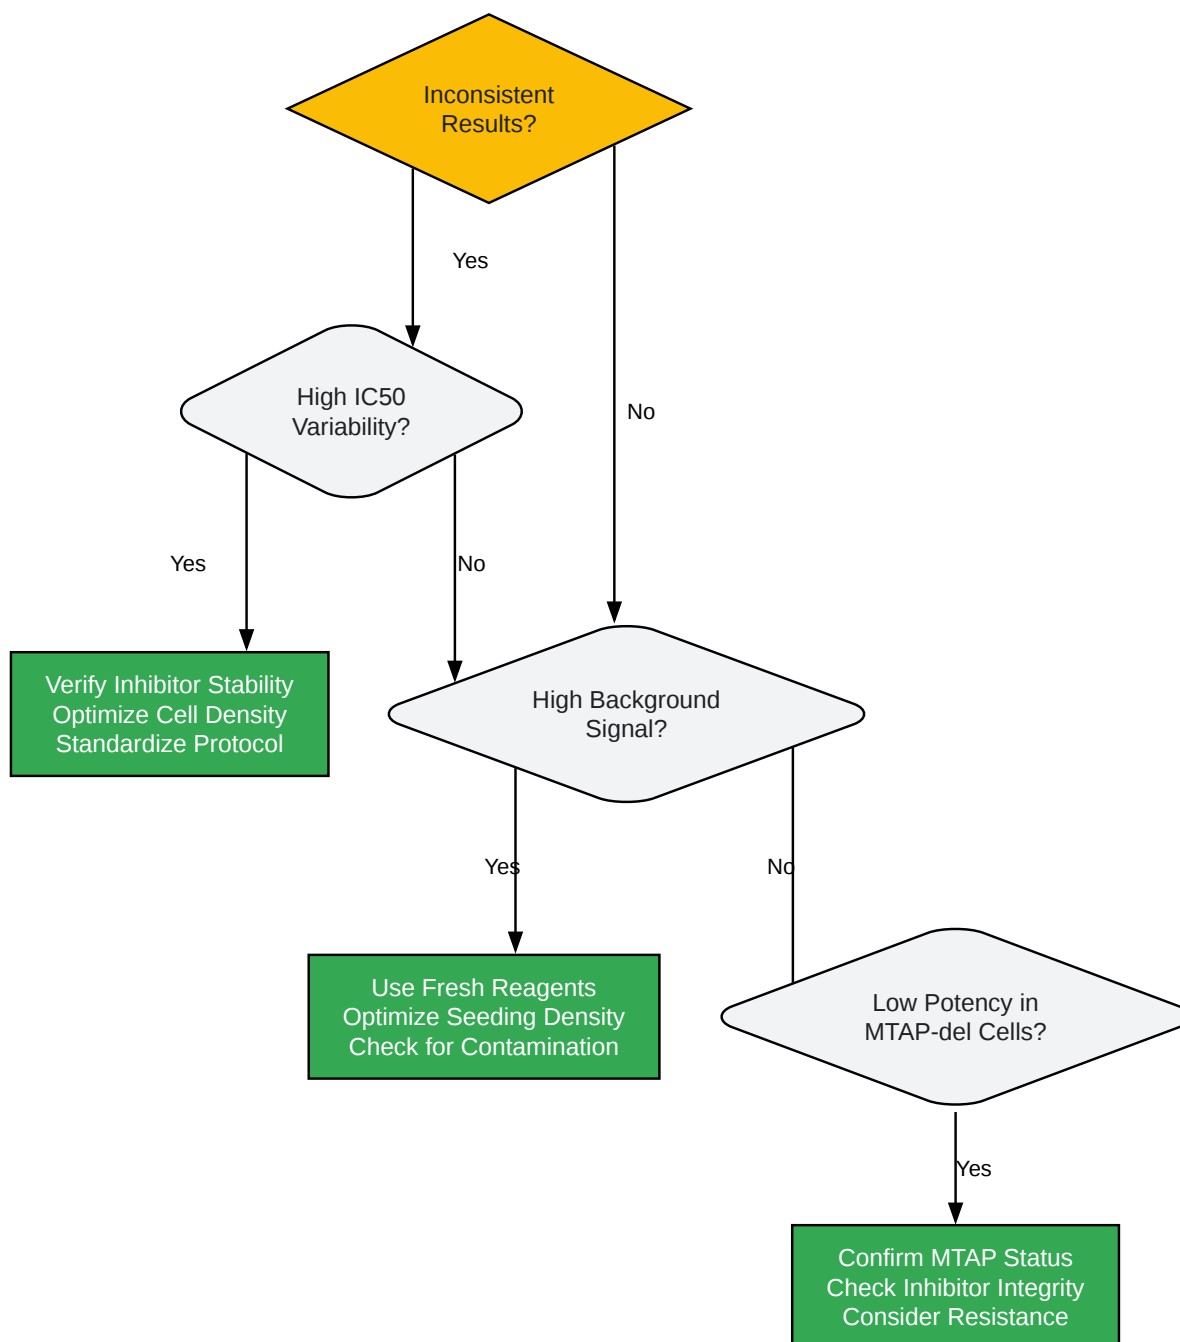 Inconsistent
Results?
Yes
No
High IC50
Variability?
Yes
No
Verify Inhibitor Stability
Optimize Cell Density
Standardize Protocol
High Background
Signal?
Yes
No
Use Fresh Reagents
Optimize Seeding Density
Check for Contamination
Low Potency in
MTAP-del Cells?
Yes
Confirm MTAP Status
Check Inhibitor Integrity
Consider Resistance